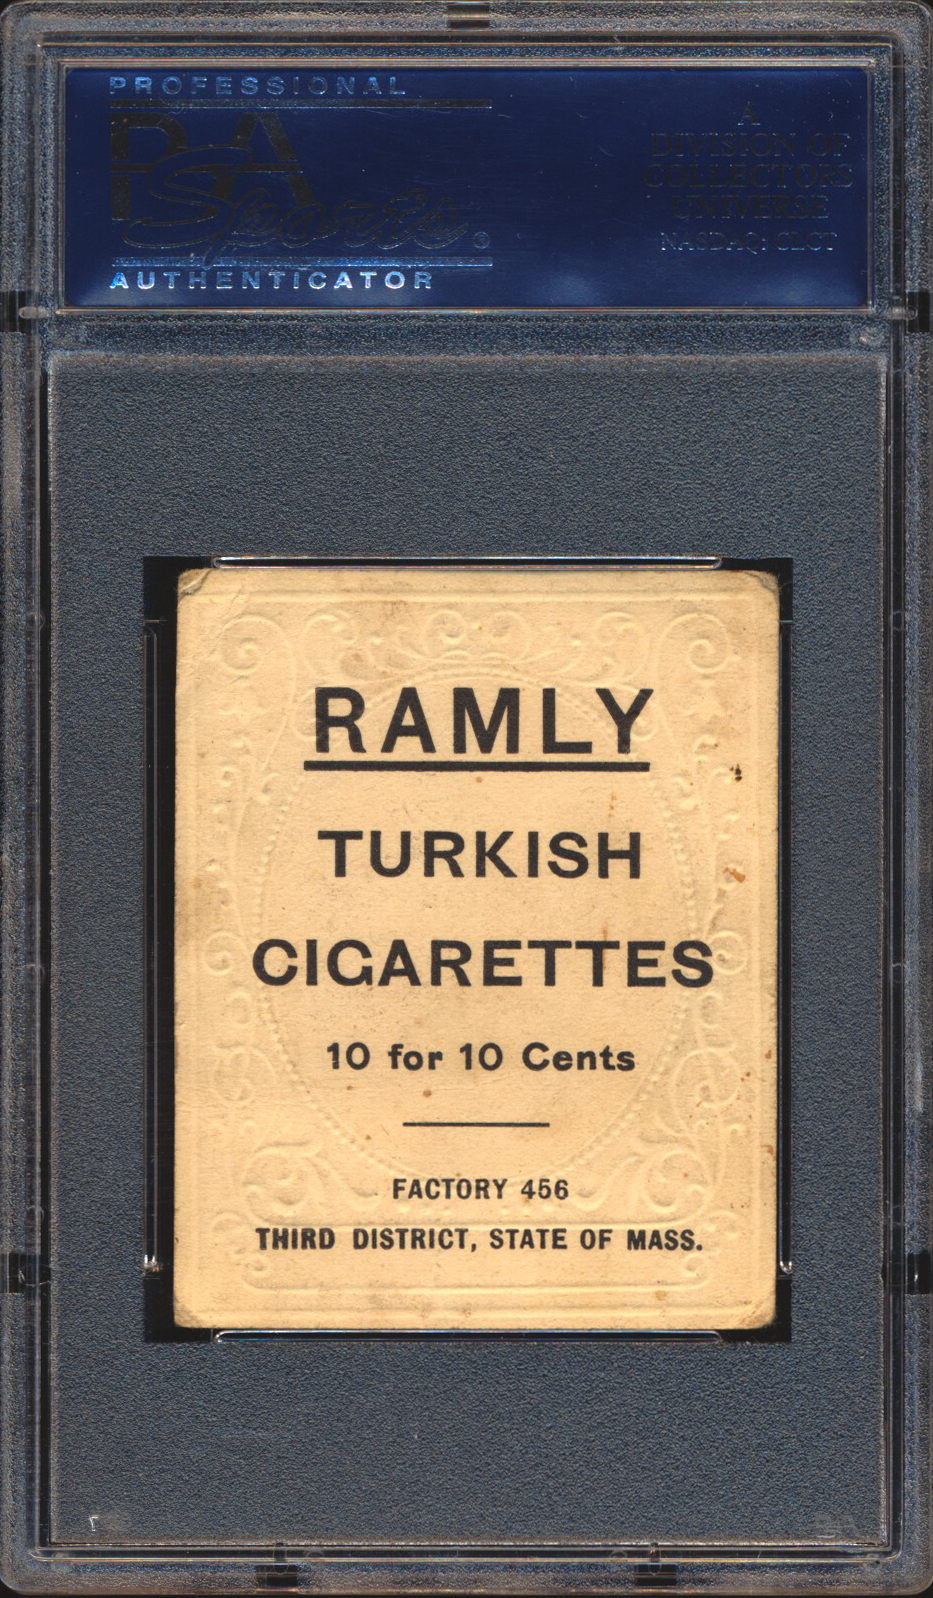 PROFESSIONAL
PSA
Sports®
AUTHENTICATOR
A
DIVISION OF
COLLECTORS
UNIVERSE
NASDAQ: CLCT
RAMLY
TURKISH
CIGARETTES
10 for 10 Cents
FACTORY 456
THIRD DISTRICT, STATE OF MASS.